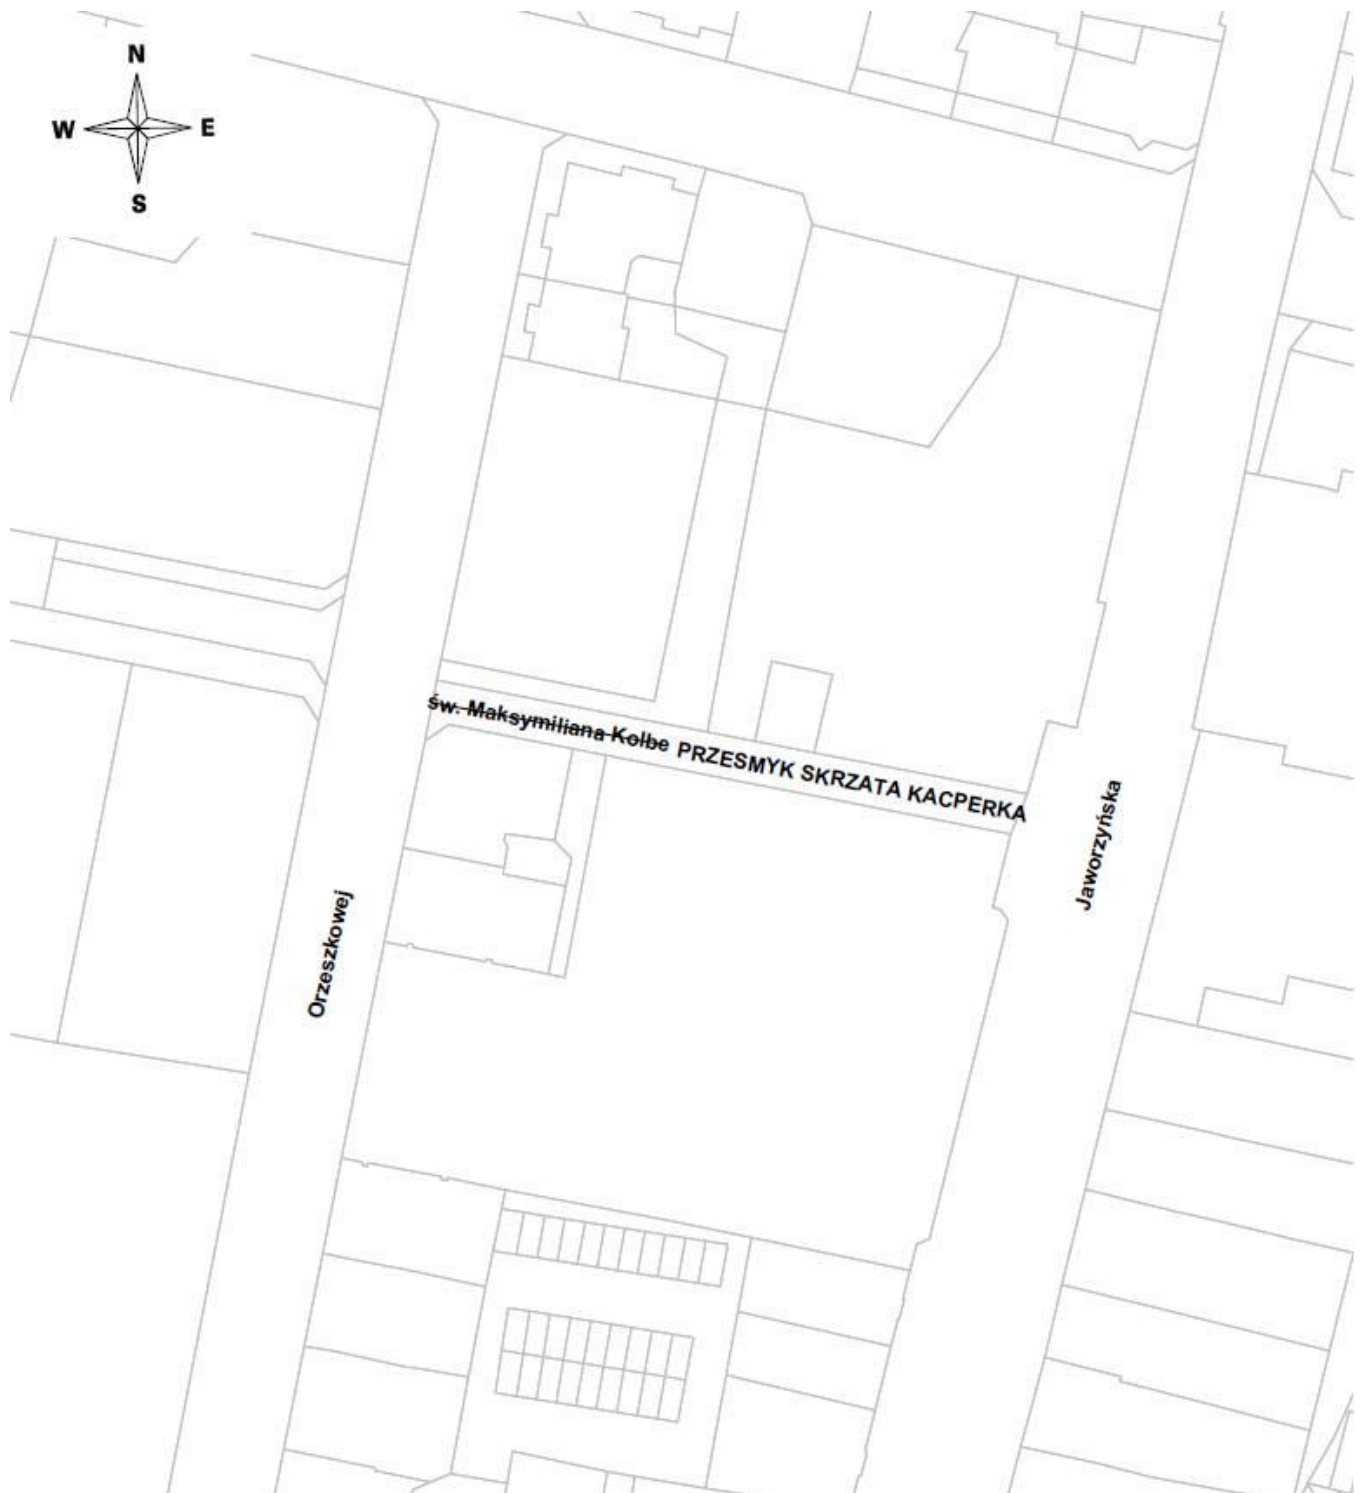 N
W E
S
św. Maksymiliana Kolbe PRZESMYK SKRZATA KACPERKA
Jaworzyńska
Orzeszkowej